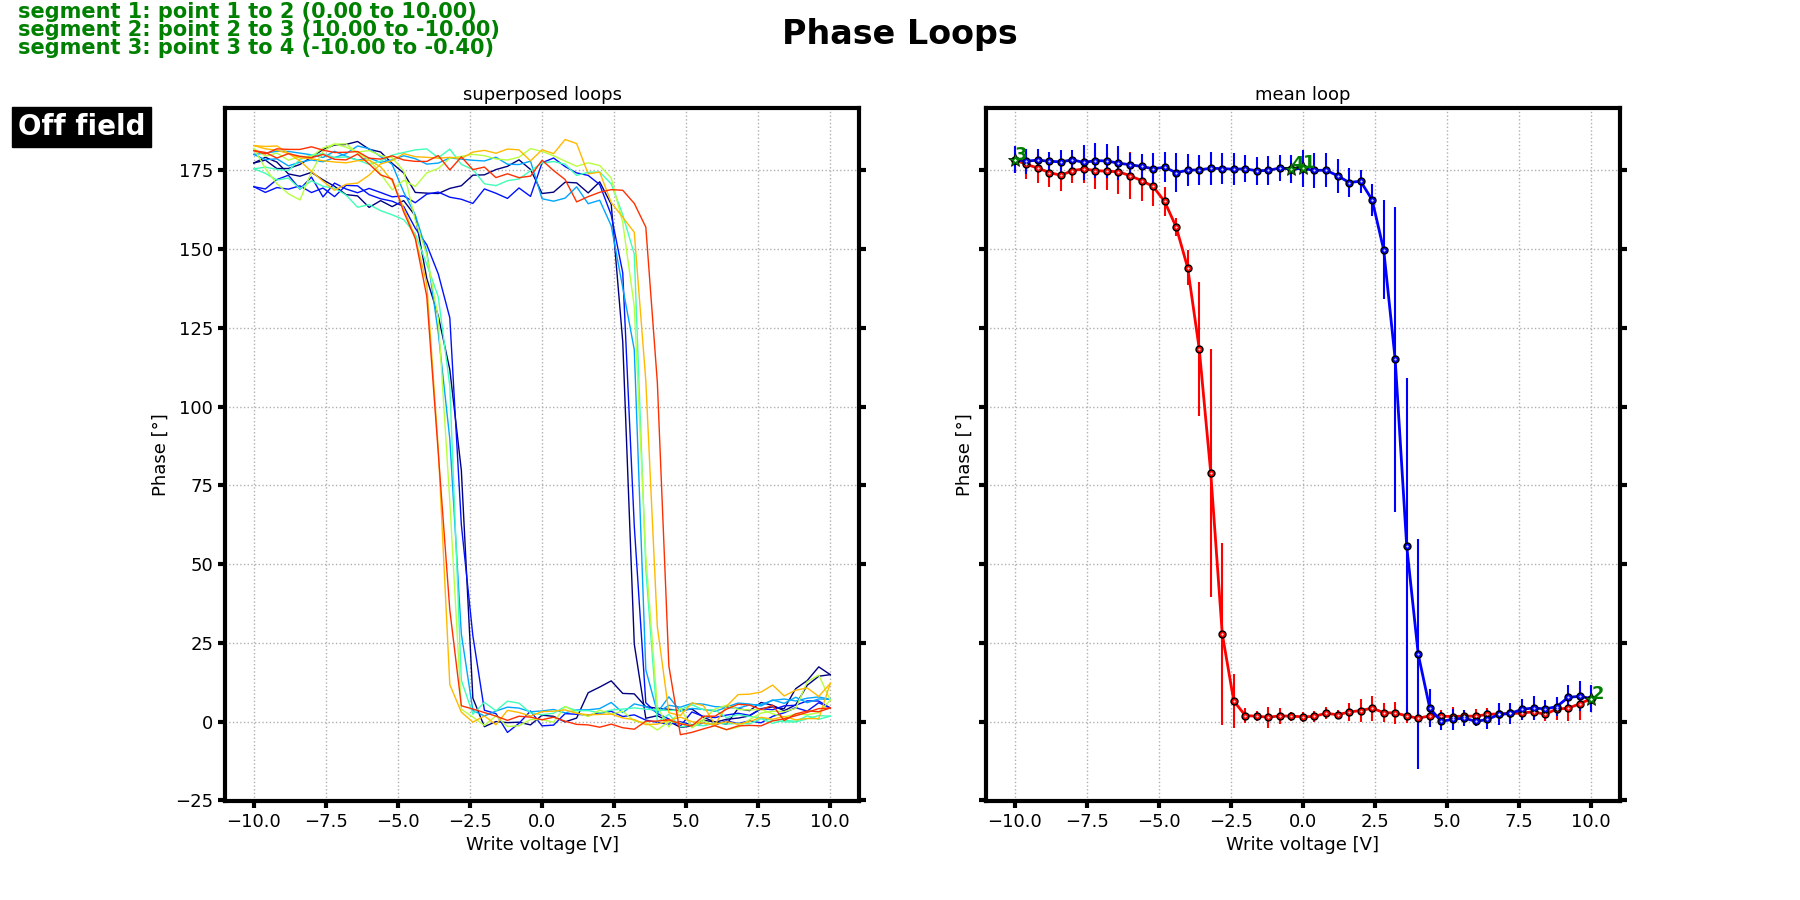 segment 1: point 1 to 2 (0.00 to 10.00)
segment 2: point 2 to 3 (10.00 to -10.00)
segment 3: point 3 to 4 (-10.00 to -0.40)
Phase Loops
Off field
superposed loops
175
150
125
100
75
50
25
0
−25
Phase [°]
−10.0 −7.5 −5.0 −2.5 0.0 2.5 5.0 7.5 10.0
Write voltage [V]
mean loop
3
41
2
Phase [°]
−10.0 −7.5 −5.0 −2.5 0.0 2.5 5.0 7.5 10.0
Write voltage [V]